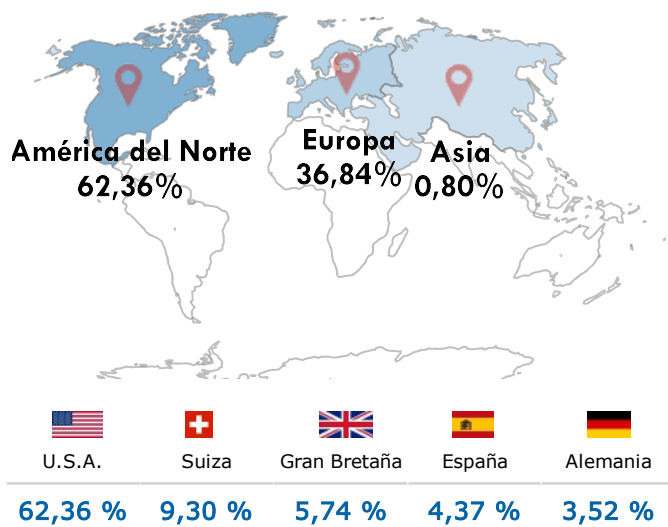 América del Norte
62,36%
Europa
36,84%
Asia
0,80%
U.S.A. Suiza Gran Bretaña España Alemania
62,36 % 9,30 % 5,74 % 4,37 % 3,52 %